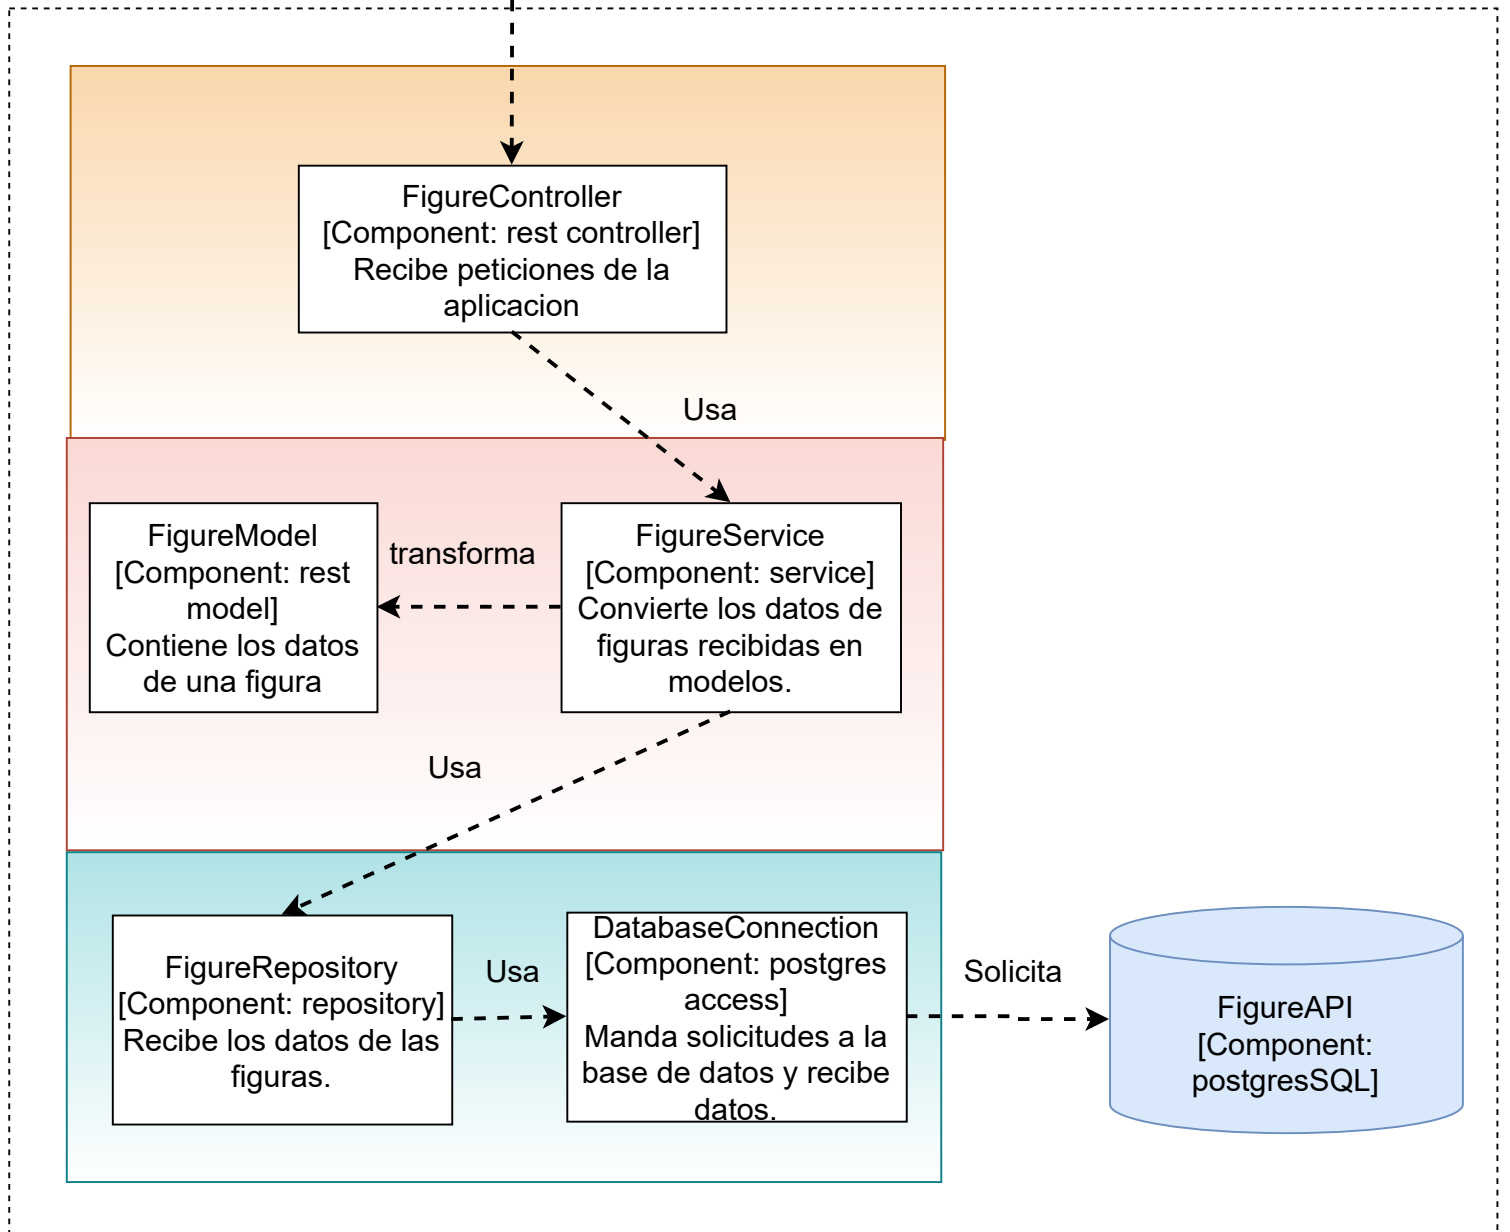 FigureController
[Component: rest controller]
Recibe peticiones de la
aplicacion
Usa
FigureModel
[Component: rest
model]
Contiene los datos
de una figura
transforma
FigureService
[Component: service]
Convierte los datos de
figuras recibidas en
modelos.
Usa
FigureRepository
[Component: repository]
Recibe los datos de las
figuras.
Usa
DatabaseConnection
[Component: postgres
access]
Manda solicitudes a la
base de datos y recibe
datos.
Solicita
FigureAPI
[Component:
postgresSQL]